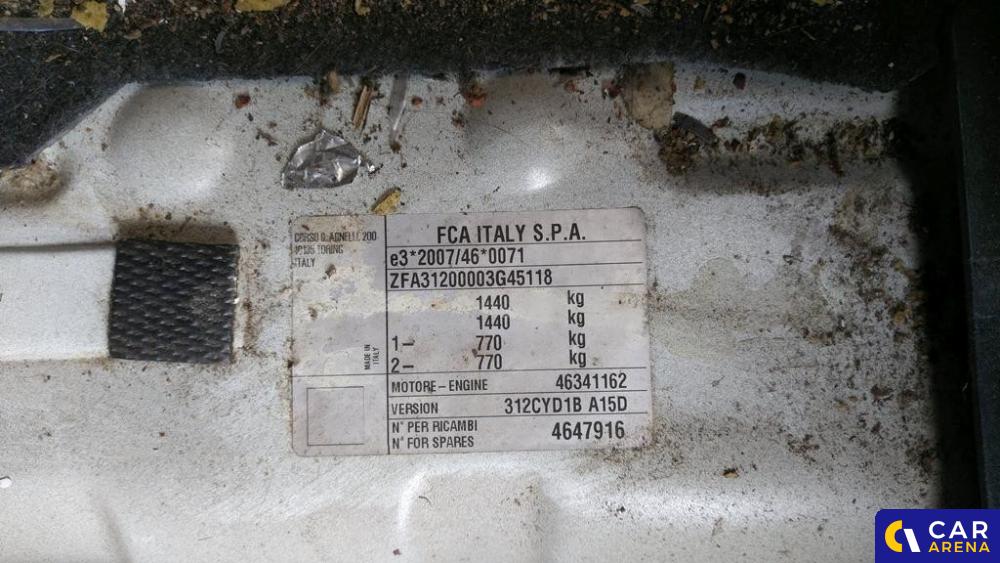 CORSO G. AGNELLI, 200
10135 TORINO
ITALY
FCA ITALY S.P.A.
e3*2007/46*0071
ZFA31200003G45118
1440 kg
1440 kg
1– 770 kg
2– 770 kg
MADE IN
ITALY
MOTORE – ENGINE 46341162
VERSION 312CYD1B A15D
N° PER RICAMBI
N° FOR SPARES
4647916
CAR
ARENA